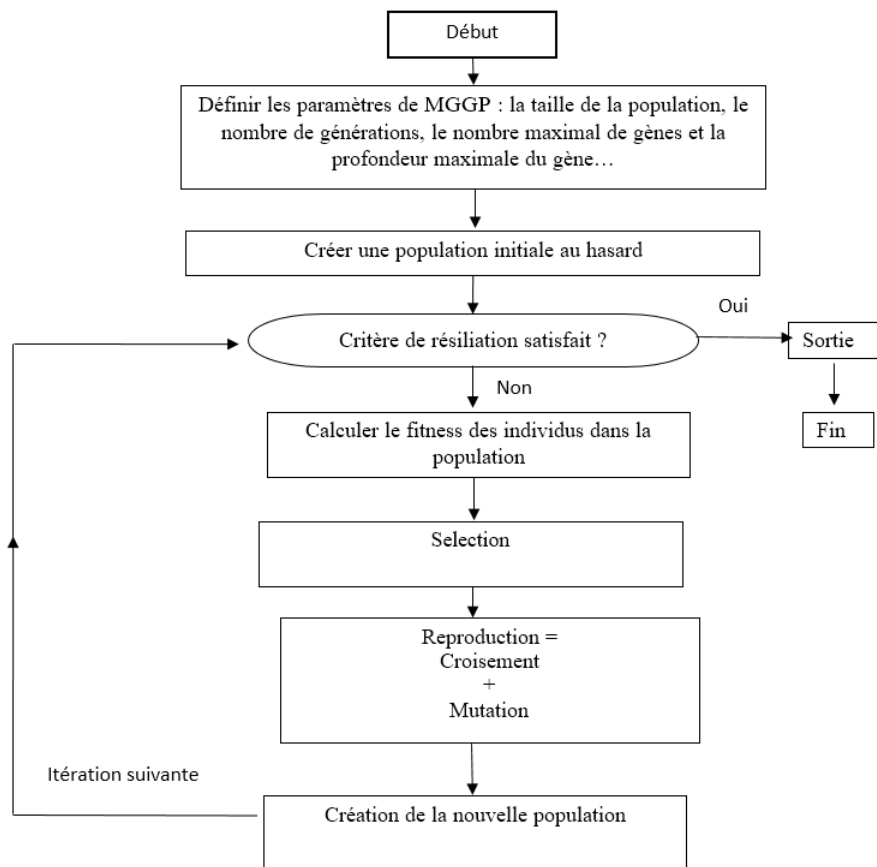 Début
Définir les paramètres de MGGP : la taille de la population, le
nombre de générations, le nombre maximal de gènes et la
profondeur maximale du gène…
Créer une population initiale au hasard
Oui
Critère de résiliation satisfait ?
Sortie
Non
Fin
Calculer le fitness des individus dans la
population
Selection
Reproduction =
Croisement
+
Mutation
Itération suivante
Création de la nouvelle population